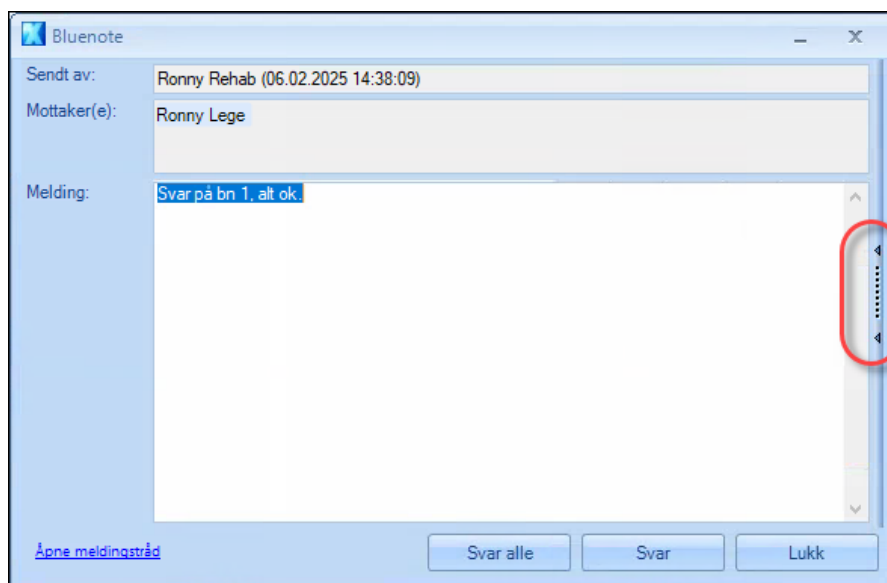 Bluenote
Sendt av:
Ronny Rehab (06.02.2025 14:38:09)
Mottaker(e):
Ronny Lege
Melding:
Svar på bn 1, alt ok.
Åpne meldingstråd
Svar alle
Svar
Lukk